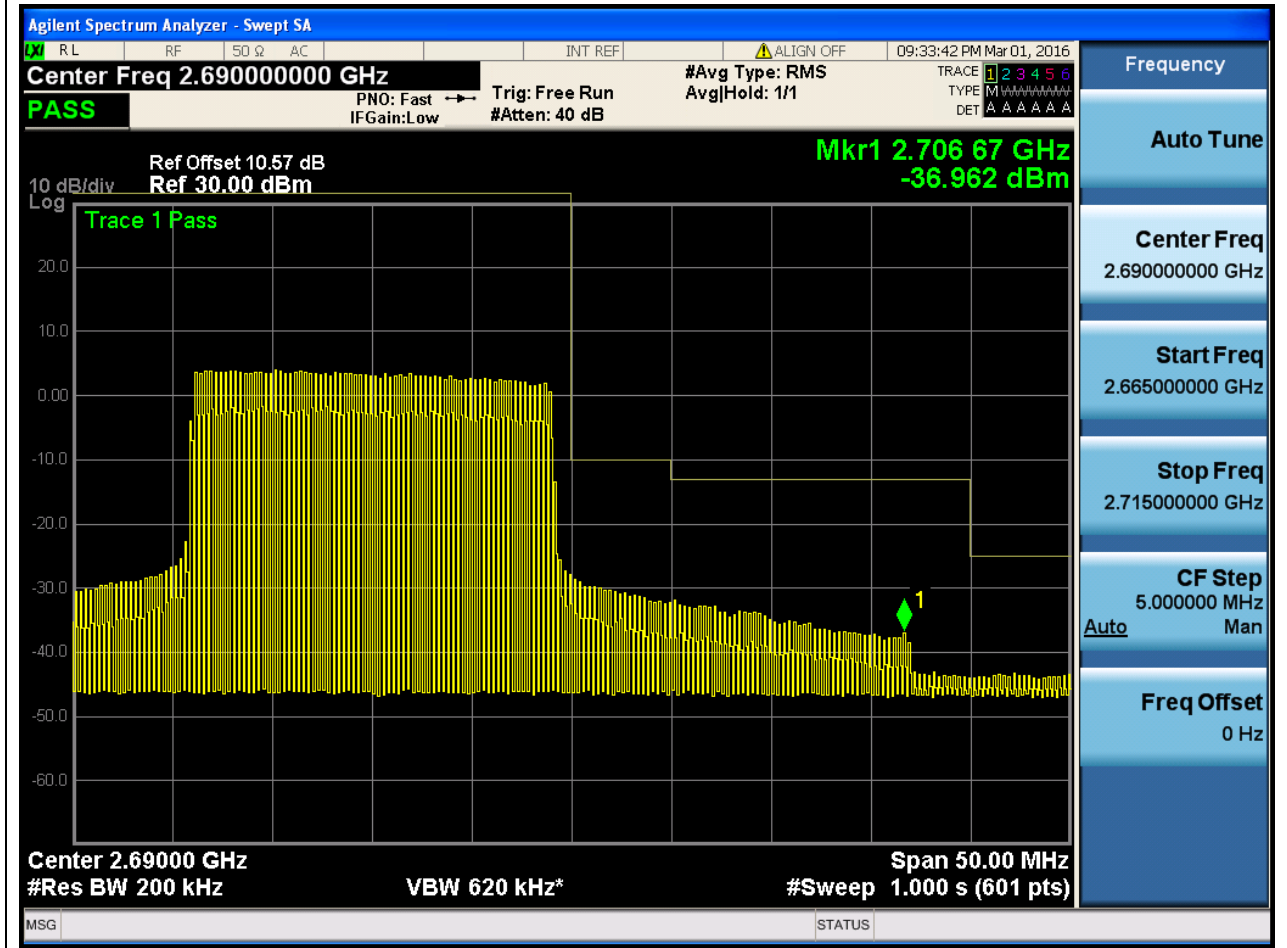 Agilent Spectrum Analyzer - Swept SA
LXI RL RF 50 Ω AC INT REF ALIGN OFF 09:33:42 PM Mar 01, 2016
Center Freq 2.690000000 GHz
PASS
PNO: Fast
IFGain:Low
Trig: Free Run
#Atten: 40 dB
#Avg Type: RMS
Avg|Hold: 1/1
TRACE 1 2 3 4 5 6
TYPE M W W W W W
DET A A A A A A
Mkr1 2.706 67 GHz
-36.962 dBm
Ref Offset 10.57 dB
10 dB/div Ref 30.00 dBm
Log
Trace 1 Pass
20.0
10.0
0.00
-10.0
-20.0
-30.0
-40.0
-50.0
-60.0
1
Center 2.69000 GHz Span 50.00 MHz
#Res BW 200 kHz VBW 620 kHz* #Sweep 1.000 s (601 pts)
MSG STATUS
Frequency
Auto Tune
Center Freq
2.690000000 GHz
Start Freq
2.665000000 GHz
Stop Freq
2.715000000 GHz
CF Step
5.000000 MHz
Auto Man
Freq Offset
0 Hz